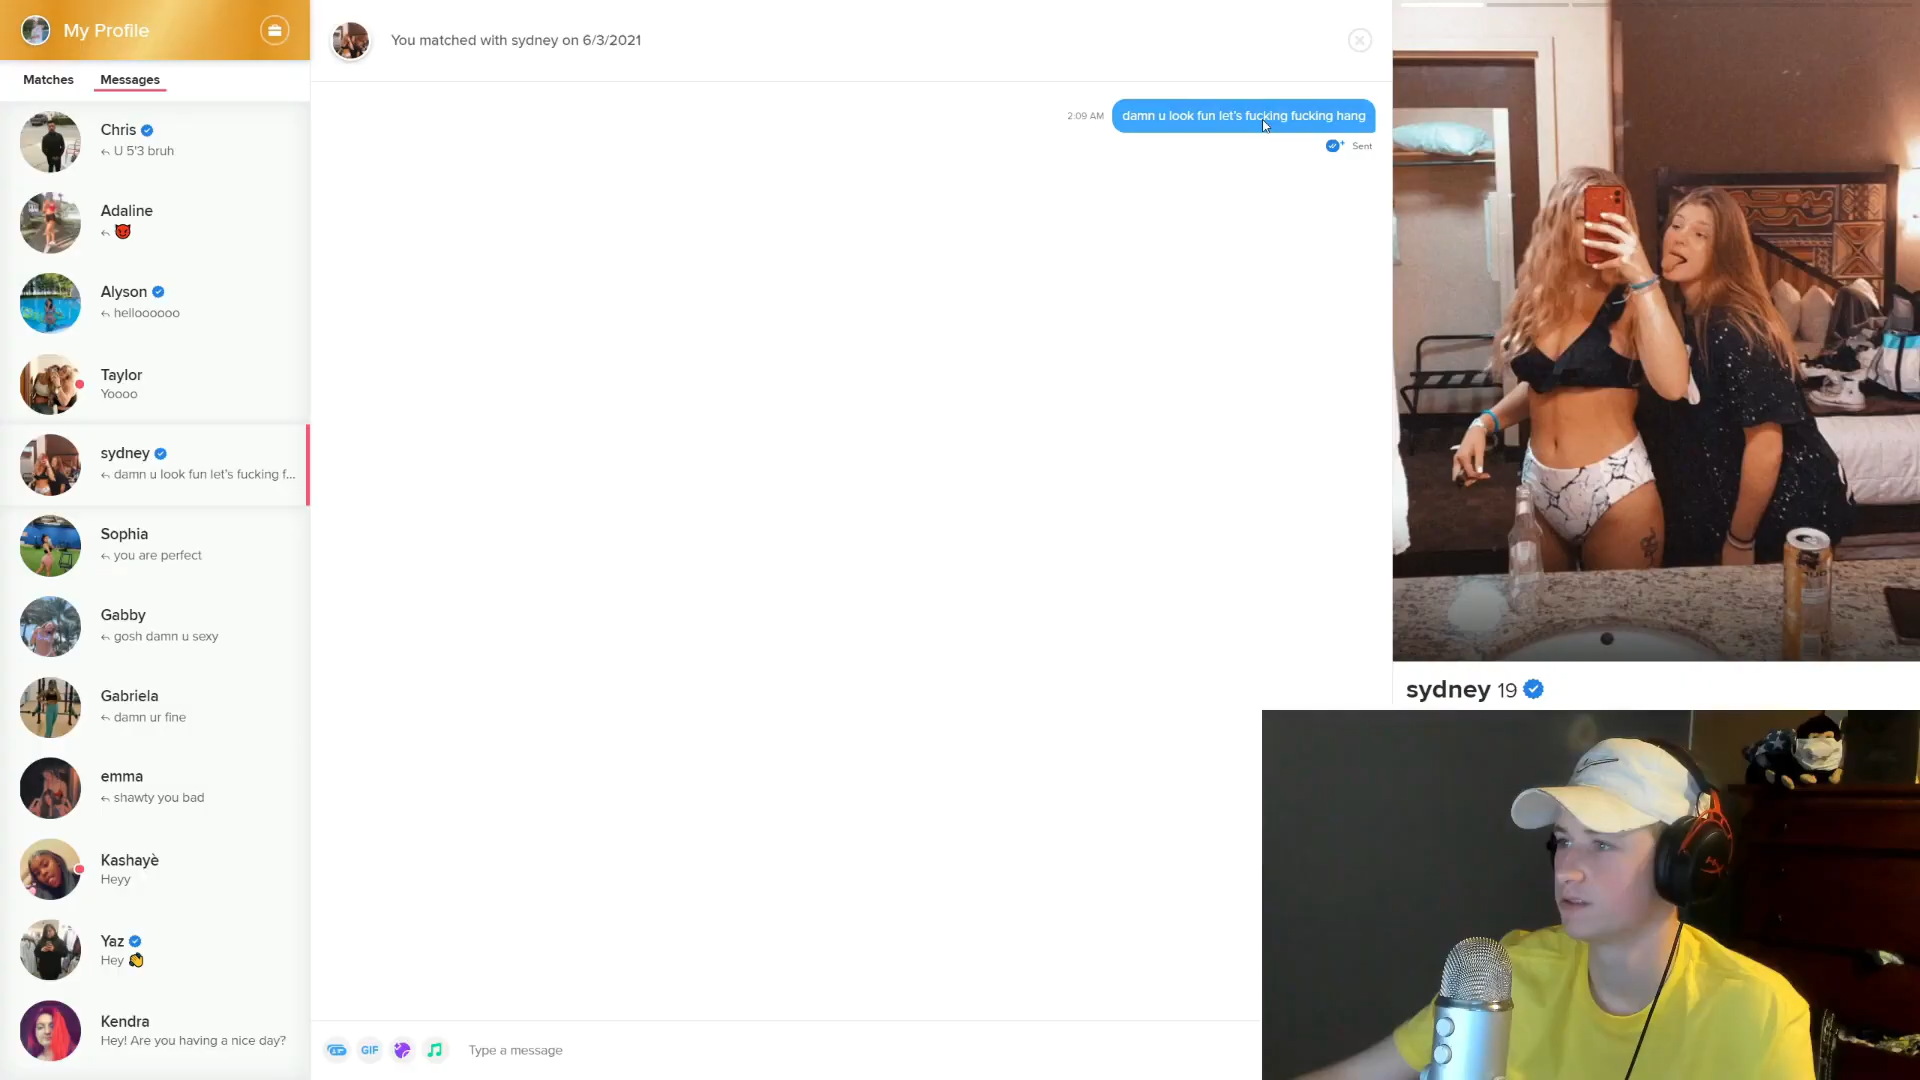 My Profile
Matches
Messages
Chris
U 5'3 bruh
Adaline
Alyson
helloooooo
Taylor
Yoooo
sydney
damn u look fun let's fucking f...
Sophia
you are perfect
Gabby
gosh damn u sexy
Gabriela
damn ur fine
emma
shawty you bad
Kashayè
Heyy
Yaz
Hey
Kendra
Hey! Are you having a nice day?
You matched with sydney on 6/3/2021
2:09 AM
damn u look fun let's fucking fucking hang
Sent
GIF
Type a message
sydney 19